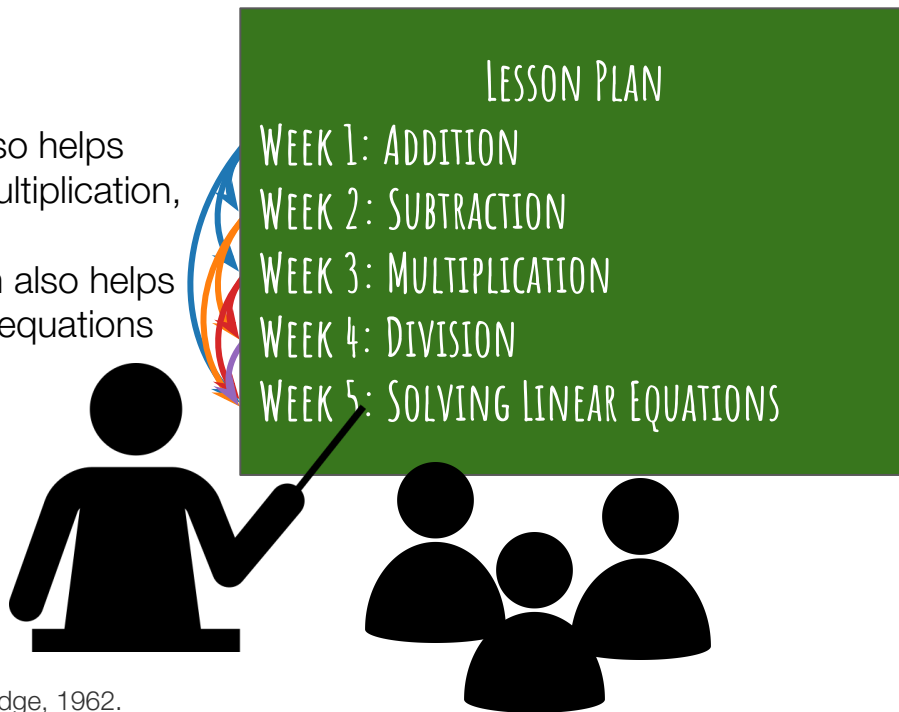 LESSON PLAN
so helps
WEEK 1: ADDITION
ultiplication,
WEEK 2: SUBTRACTION
also helps
WEEK 3: MULTIPLICATION
equations
WEEK 4: DIVISION
WEEK 5: SOLVING LINEAR EQUATIONS
dge, 1962.